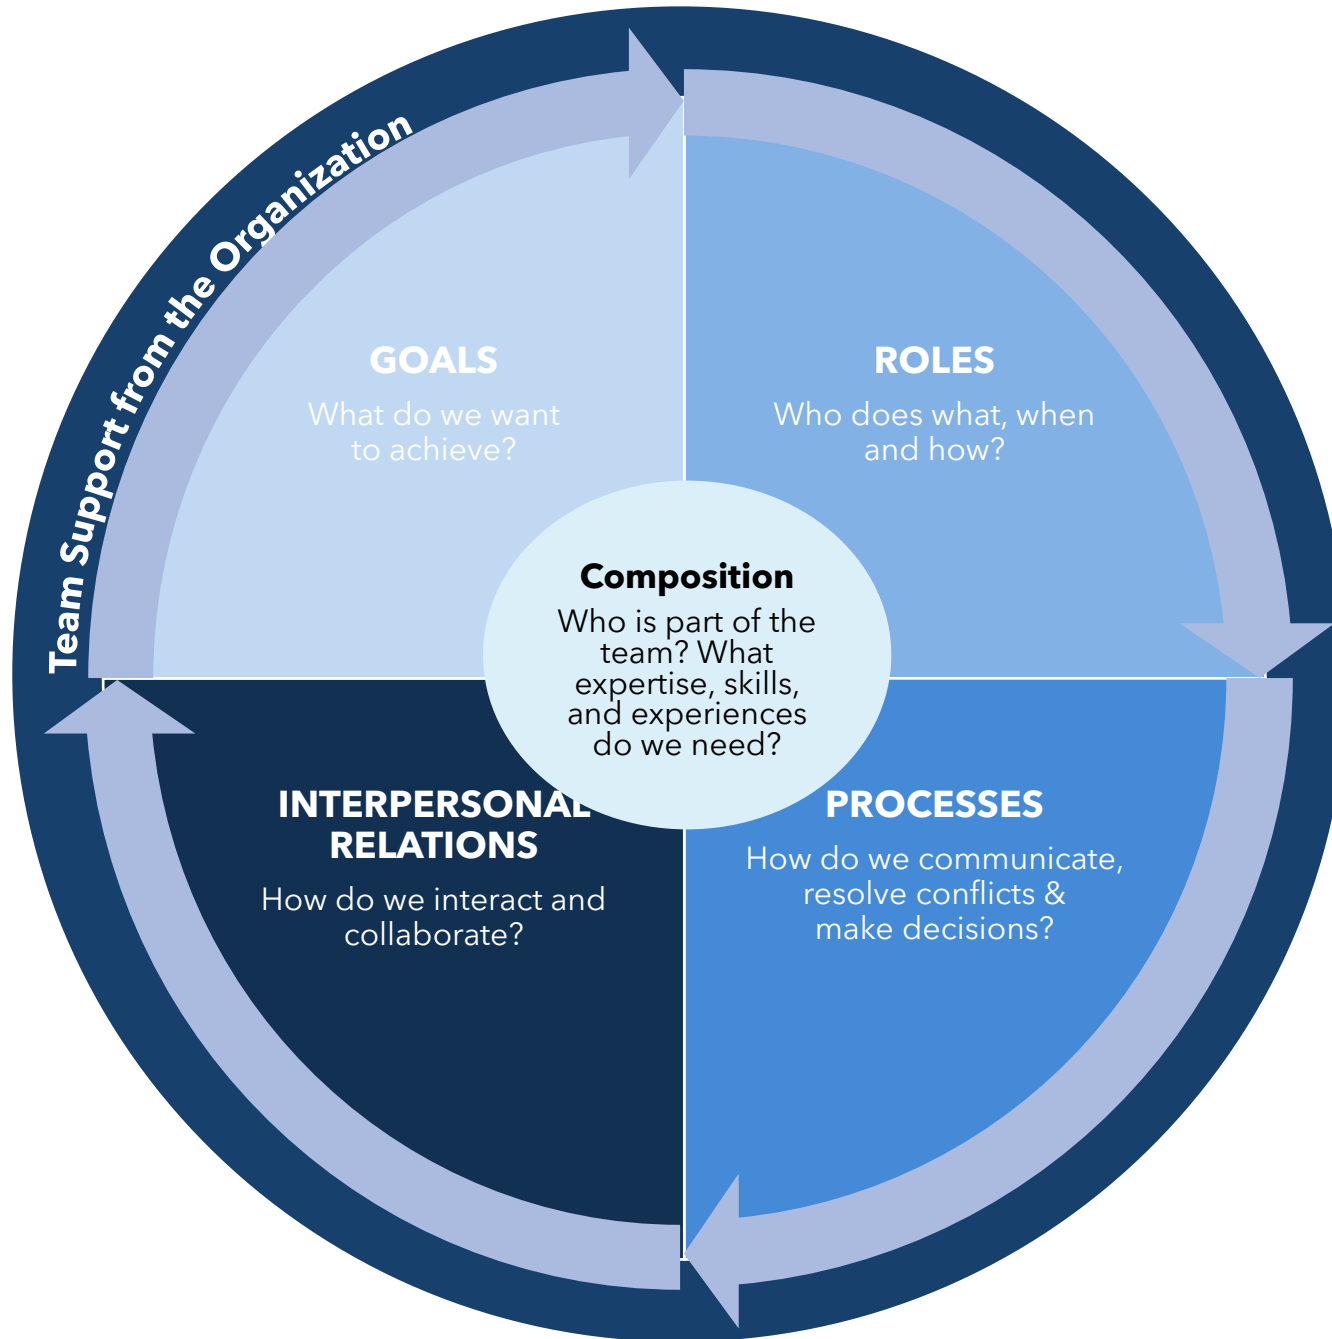 Team Support from the Organization
GOALS
What do we want
to achieve?
ROLES
Who does what, when
and how?
Composition
Who is part of the
team? What
expertise, skills,
and experiences
do we need?
INTERPERSONAL
RELATIONS
How do we interact and
collaborate?
PROCESSES
How do we communicate,
resolve conflicts &
make decisions?